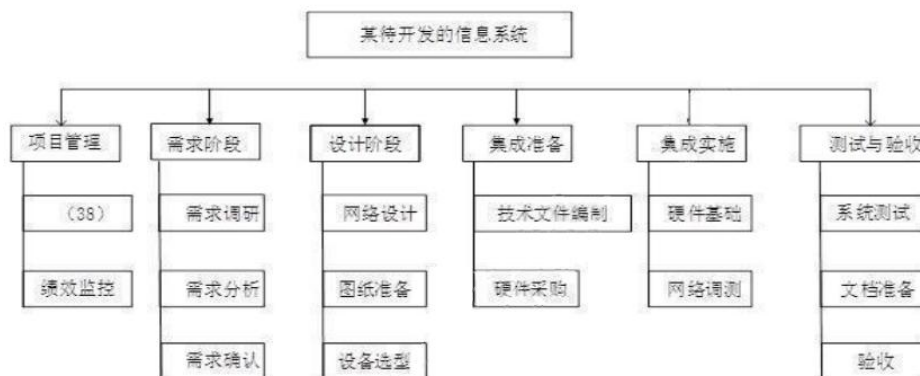 某待开发的信息系统
项目管理
需求阶段
设计阶段
集成准备
集成实施
测试与验收
（38）
需求调研
网络设计
技术文件编制
硬件基础
系统测试
绩效监控
需求分析
图纸准备
硬件采购
网络调测
文档准备
需求确认
设备选型
验收